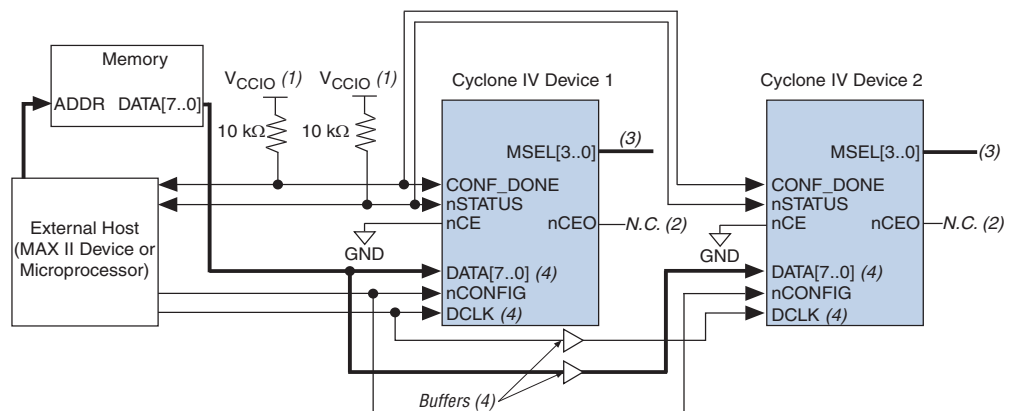 Memory
ADDR DATA[7..0]
VCCIO (1)
VCCIO (1)
10 kΩ
10 kΩ
External Host
(MAX II Device or
Microprocessor)
Cyclone IV Device 1
MSEL[3..0]
(3)
CONF_DONE
nSTATUS
nCE
nCEO
N.C. (2)
GND
DATA[7..0] (4)
nCONFIG
DCLK (4)
Cyclone IV Device 2
MSEL[3..0]
(3)
CONF_DONE
nSTATUS
nCE
nCEO
N.C. (2)
GND
DATA[7..0] (4)
nCONFIG
DCLK (4)
Buffers (4)